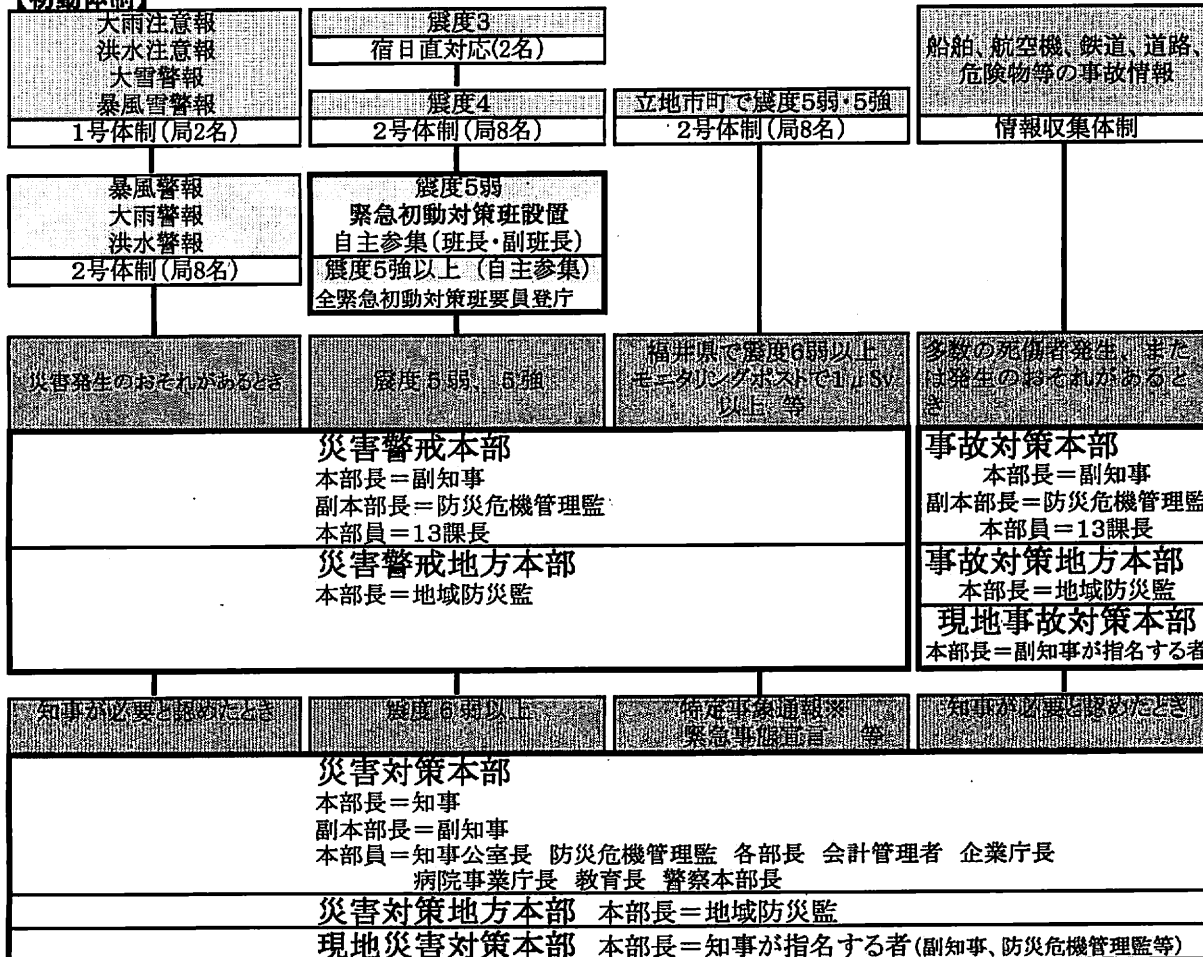 【初動体制】
大雨注意報
洪水注意報
大雪警報
暴風雪警報
1号体制(局2名)
震度3
宿日直対応(2名)
震度4
2号体制(局8名)
立地市町で震度5弱・5強
2号体制(局8名)
船舶、航空機、鉄道、道路、
危険物等の事故情報
情報収集体制
暴風警報
大雨警報
洪水警報
2号体制(局8名)
震度5弱
緊急初動対策班設置
自主参集(班長・副班長)
震度5強以上 (自主参集)
全緊急初動対策班要員登庁
災害発生のおそれがあるとき
震度5弱、5強
福井県で震度6弱以上
モニタリングポストで1μSv
以上 等
多数の死傷者発生、また
は発生のおそれがあると
き
災害警戒本部
本部長=副知事
副本部長=防災危機管理監
本部員=13課長
災害警戒地方本部
本部長=地域防災監
事故対策本部
本部長=副知事
副本部長=防災危機管理監
本部員=13課長
事故対策地方本部
本部長=地域防災監
現地事故対策本部
本部長=副知事が指名する者
知事が必要と認めたとき
震度6弱以上
特定事象通報※
緊急事態宣言 等
知事が必要と認めたとき
災害対策本部
本部長=知事
副本部長=副知事
本部員=知事公室長 防災危機管理監 各部長 会計管理者 企業庁長
病院事業庁長 教育長 警察本部長
災害対策地方本部 本部長=地域防災監
現地災害対策本部 本部長=知事が指名する者(副知事、防災危機管理監等)